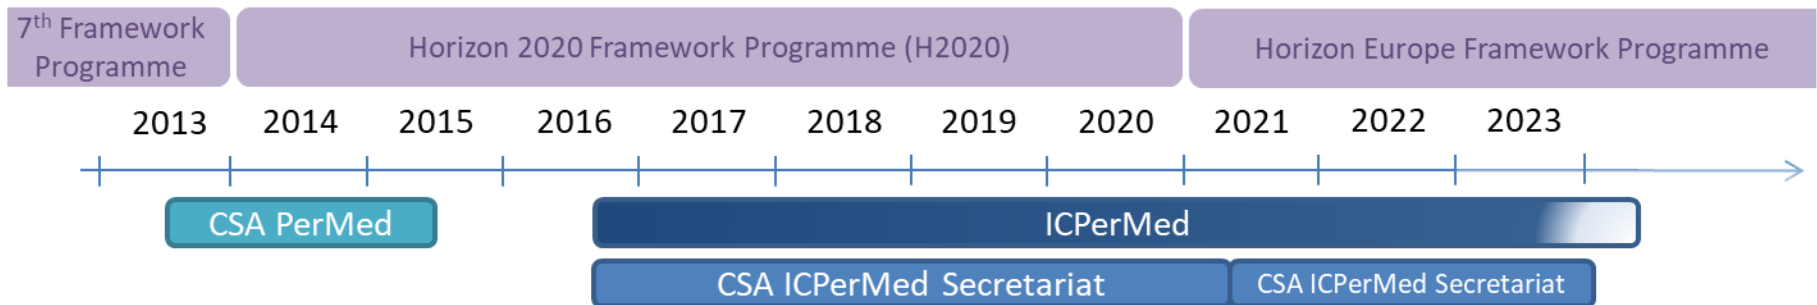 7th Framework
Programme
Horizon 2020 Framework Programme (H2020)
Horizon Europe Framework Programme
2013 2014 2015 2016 2017 2018 2019 2020 2021 2022 2023
CSA PerMed
ICPerMed
CSA ICPerMed Secretariat
CSA ICPerMed Secretariat